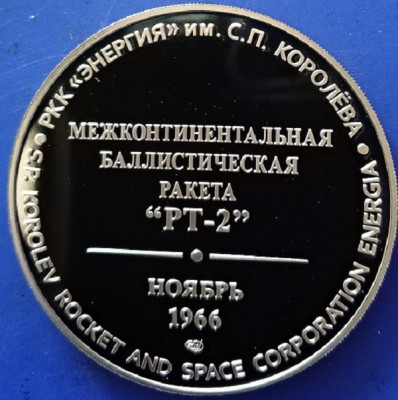 РКК «ЭНЕРГИЯ» ИМ. С.П. КОРОЛЁВА
МЕЖКОНТИНЕНТАЛЬНАЯ
БАЛЛИСТИЧЕСКАЯ
РАКЕТА
“РТ-2”
НОЯБРЬ
1966
S.P. KOROLEV ROCKET AND SPACE CORPORATION ENERGIA